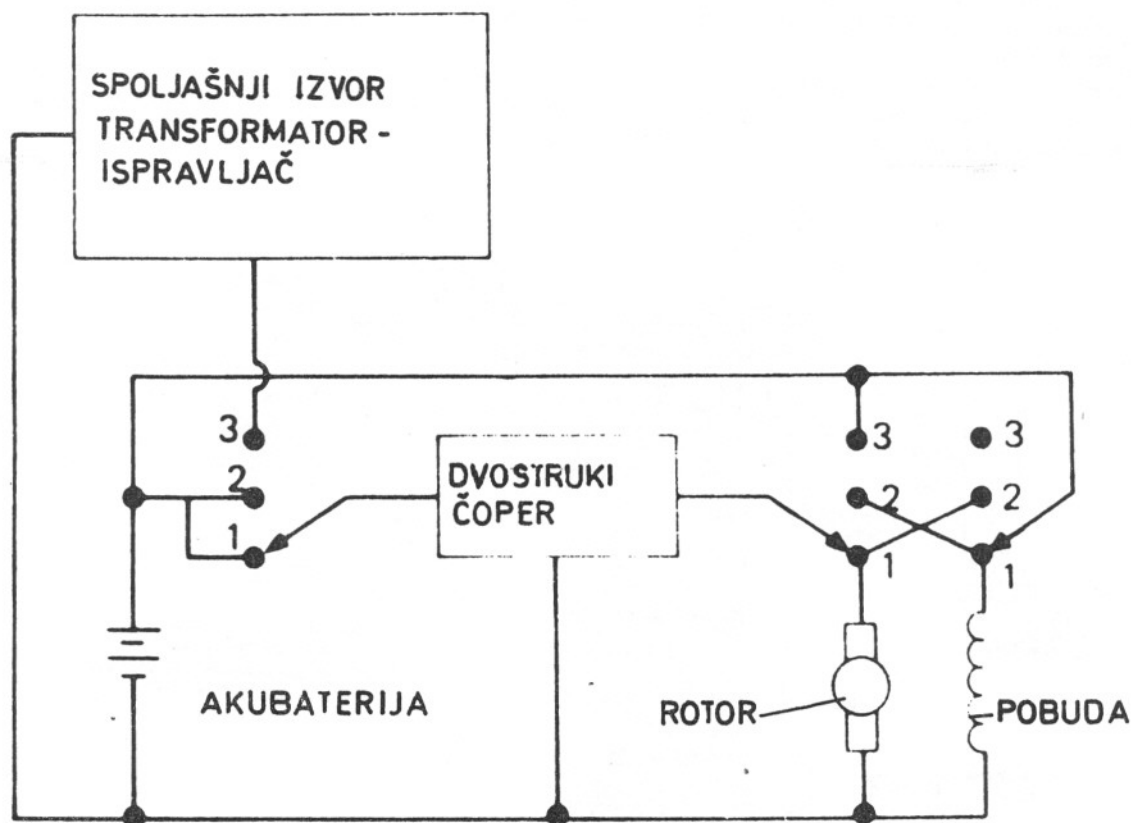 SPOLJAŠNJI IZVOR
TRANSFORMATOR -
ISPRAVLJAČ
3
2
1
DVOSTRUKI
ČOPER
3
3
2
2
1
1
AKUBATERIJA
ROTOR
POBUDA